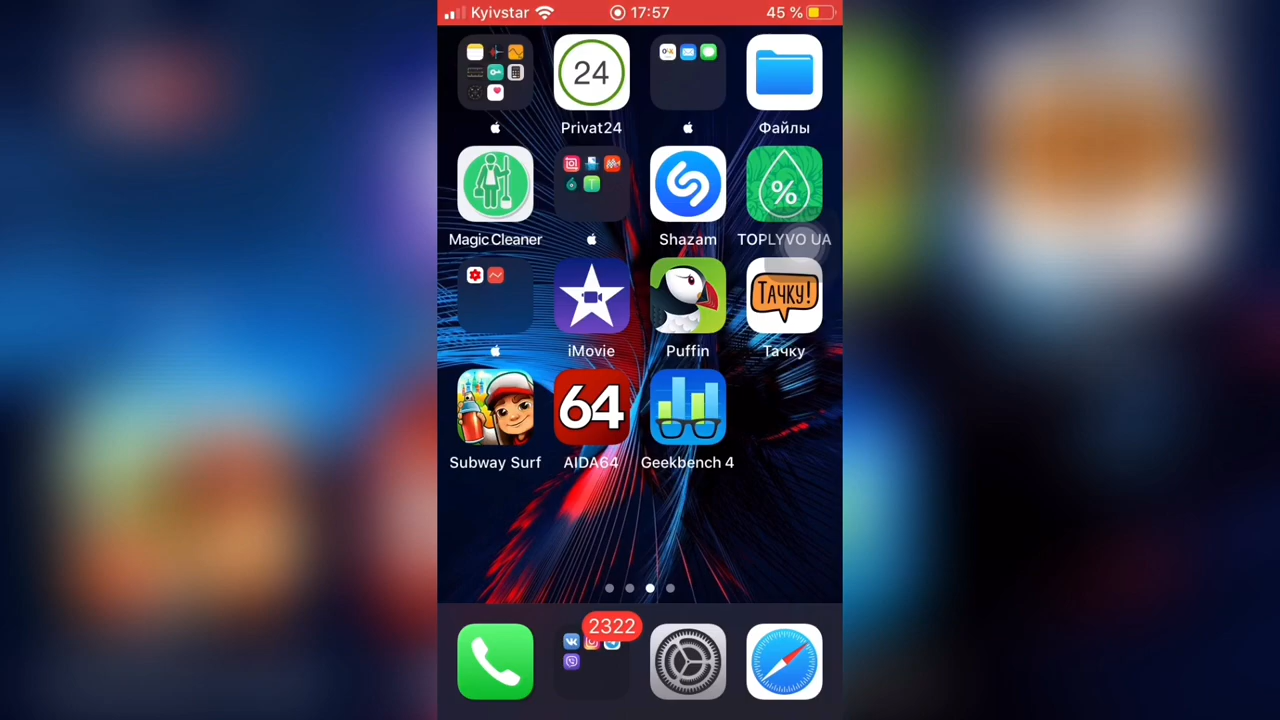 Kyivstar 17:57 45 %
24
Privat24 Файлы
%
Magic Cleaner Shazam TOPLYVO UA
ТАЧКУ!
iMovie Puffin Тачку
64
Subway Surf AIDA64 Geekbench 4
2322